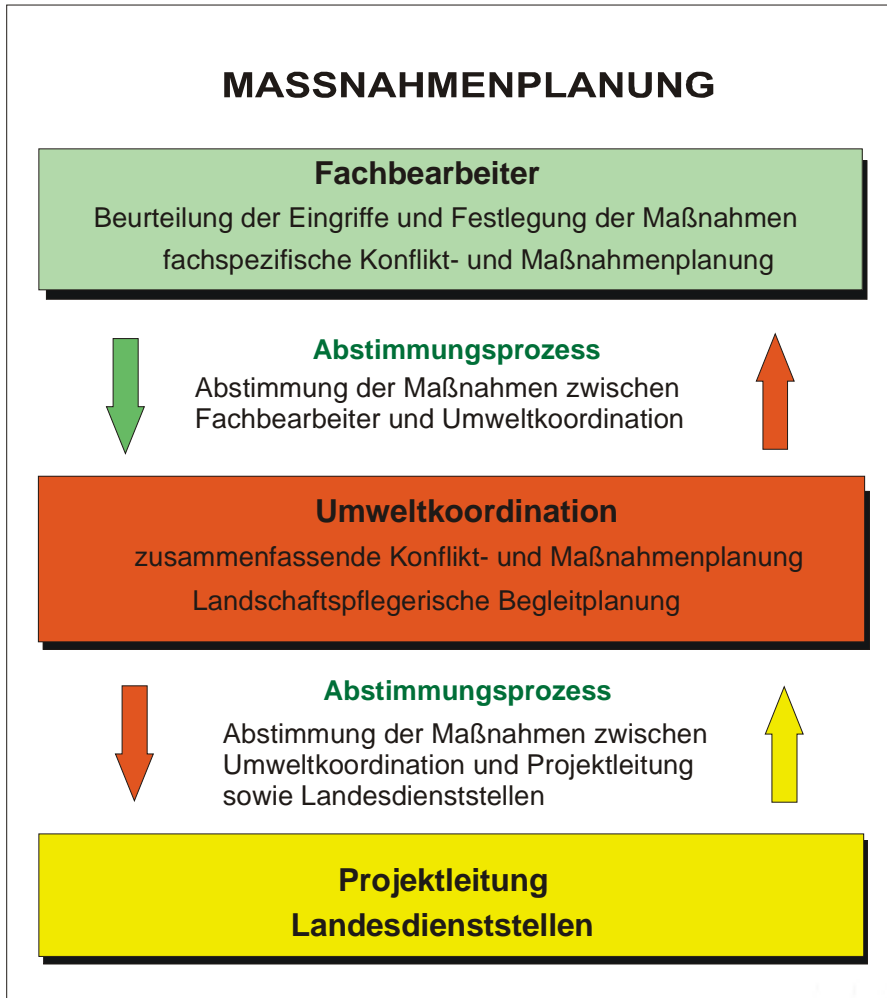 MASSNAHMENPLANUNG
Fachbearbeiter
Beurteilung der Eingriffe und Festlegung der Maßnahmen
fachspezifische Konflikt- und Maßnahmenplanung
Abstimmungsprozess
Abstimmung der Maßnahmen zwischen
Fachbearbeiter und Umweltkoordination
Umweltkoordination
zusammenfassende Konflikt- und Maßnahmenplanung
Landschaftspflegerische Begleitplanung
Abstimmungsprozess
Abstimmung der Maßnahmen zwischen
Umweltkoordination und Projektleitung
sowie Landesdienststellen
Projektleitung
Landesdienststellen